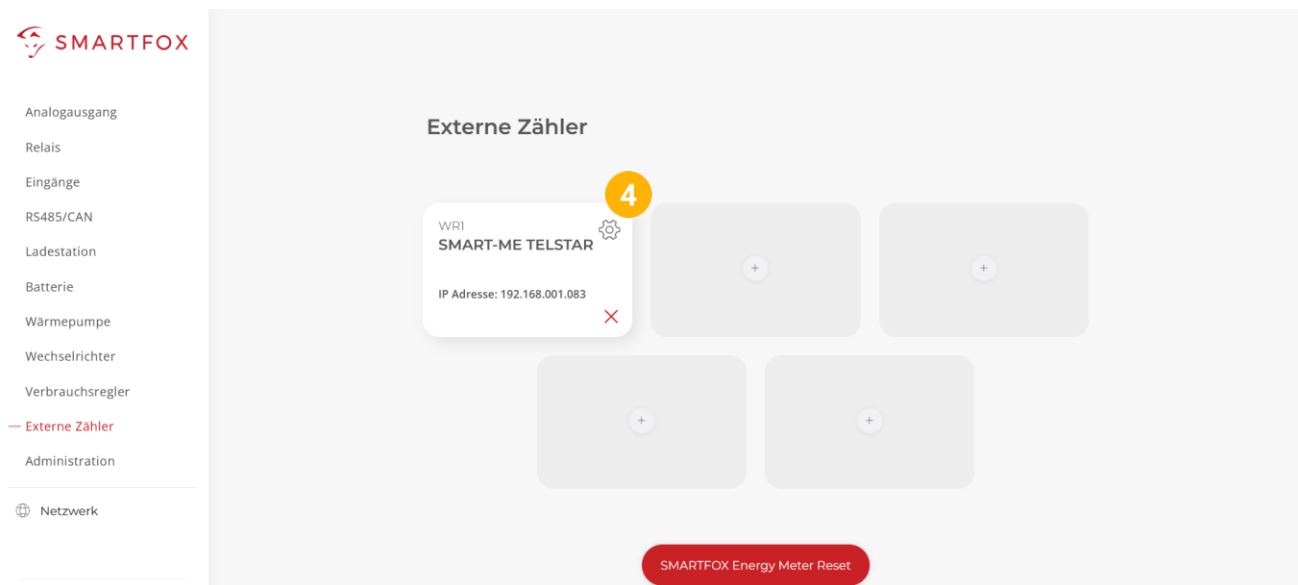 SMARTFOX
Analogausgang
Relais
Eingänge
RS485/CAN
Ladestation
Batterie
Wärmepumpe
Wechselrichter
Verbrauchsregler
Externe Zähler
Administration
Netzwerk
Externe Zähler
4
WR1
SMART-ME TELSTAR
IP Adresse: 192.168.001.083
SMARTFOX Energy Meter Reset